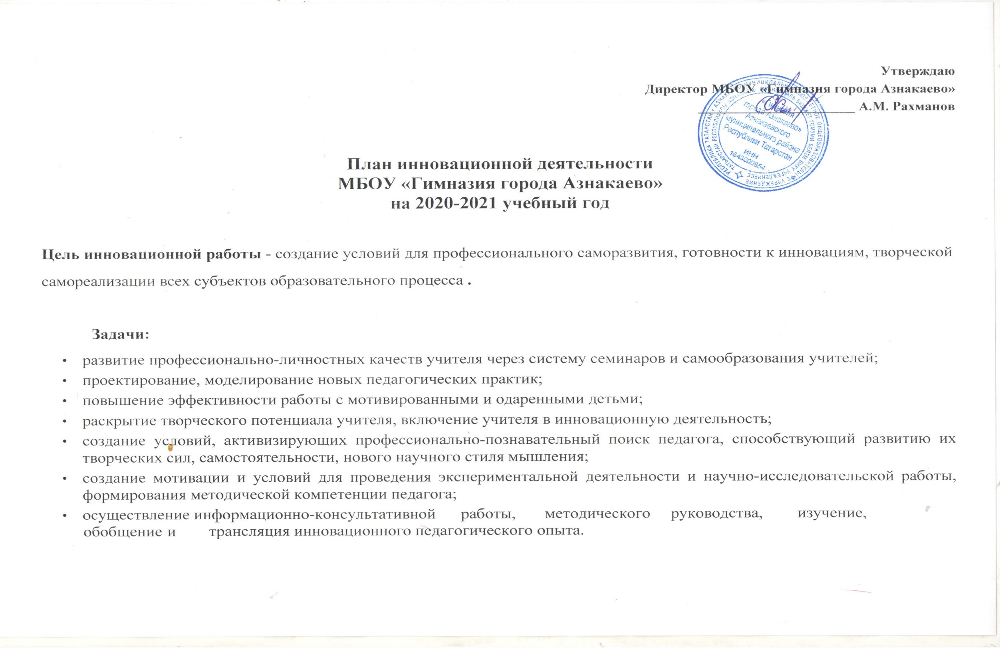 Утверждаю
Директор МБОУ «Гимназия города Азнакаево»
А.М. Рахманов
«Гимназия
города Азнакаево»
Азнакаевского
муниципального района
Республики Татарстан
ИНН
План инновационной деятельности
МБОУ «Гимназия города Азнакаево»
на 2020-2021 учебный год
Цель инновационной работы - создание условий для профессионального саморазвития, готовности к инновациям, творческой
самореализации всех субъектов образовательного процесса .
Задачи:
• развитие профессионально-личностных качеств учителя через систему семинаров и самообразования учителей;
• проектирование, моделирование новых педагогических практик;
• повышение эффективности работы с мотивированными и одаренными детьми;
• раскрытие творческого потенциала учителя, включение учителя в инновационную деятельность;
• создание условий, активизирующих профессионально-познавательный поиск педагога, способствующий развитию их
творческих сил, самостоятельности, нового научного стиля мышления;
• создание мотивации и условий для проведения экспериментальной деятельности и научно-исследовательской работы,
формирования методической компетенции педагога;
• осуществление информационно-консультативной работы, методического руководства, изучение,
обобщение и трансляция инновационного педагогического опыта.